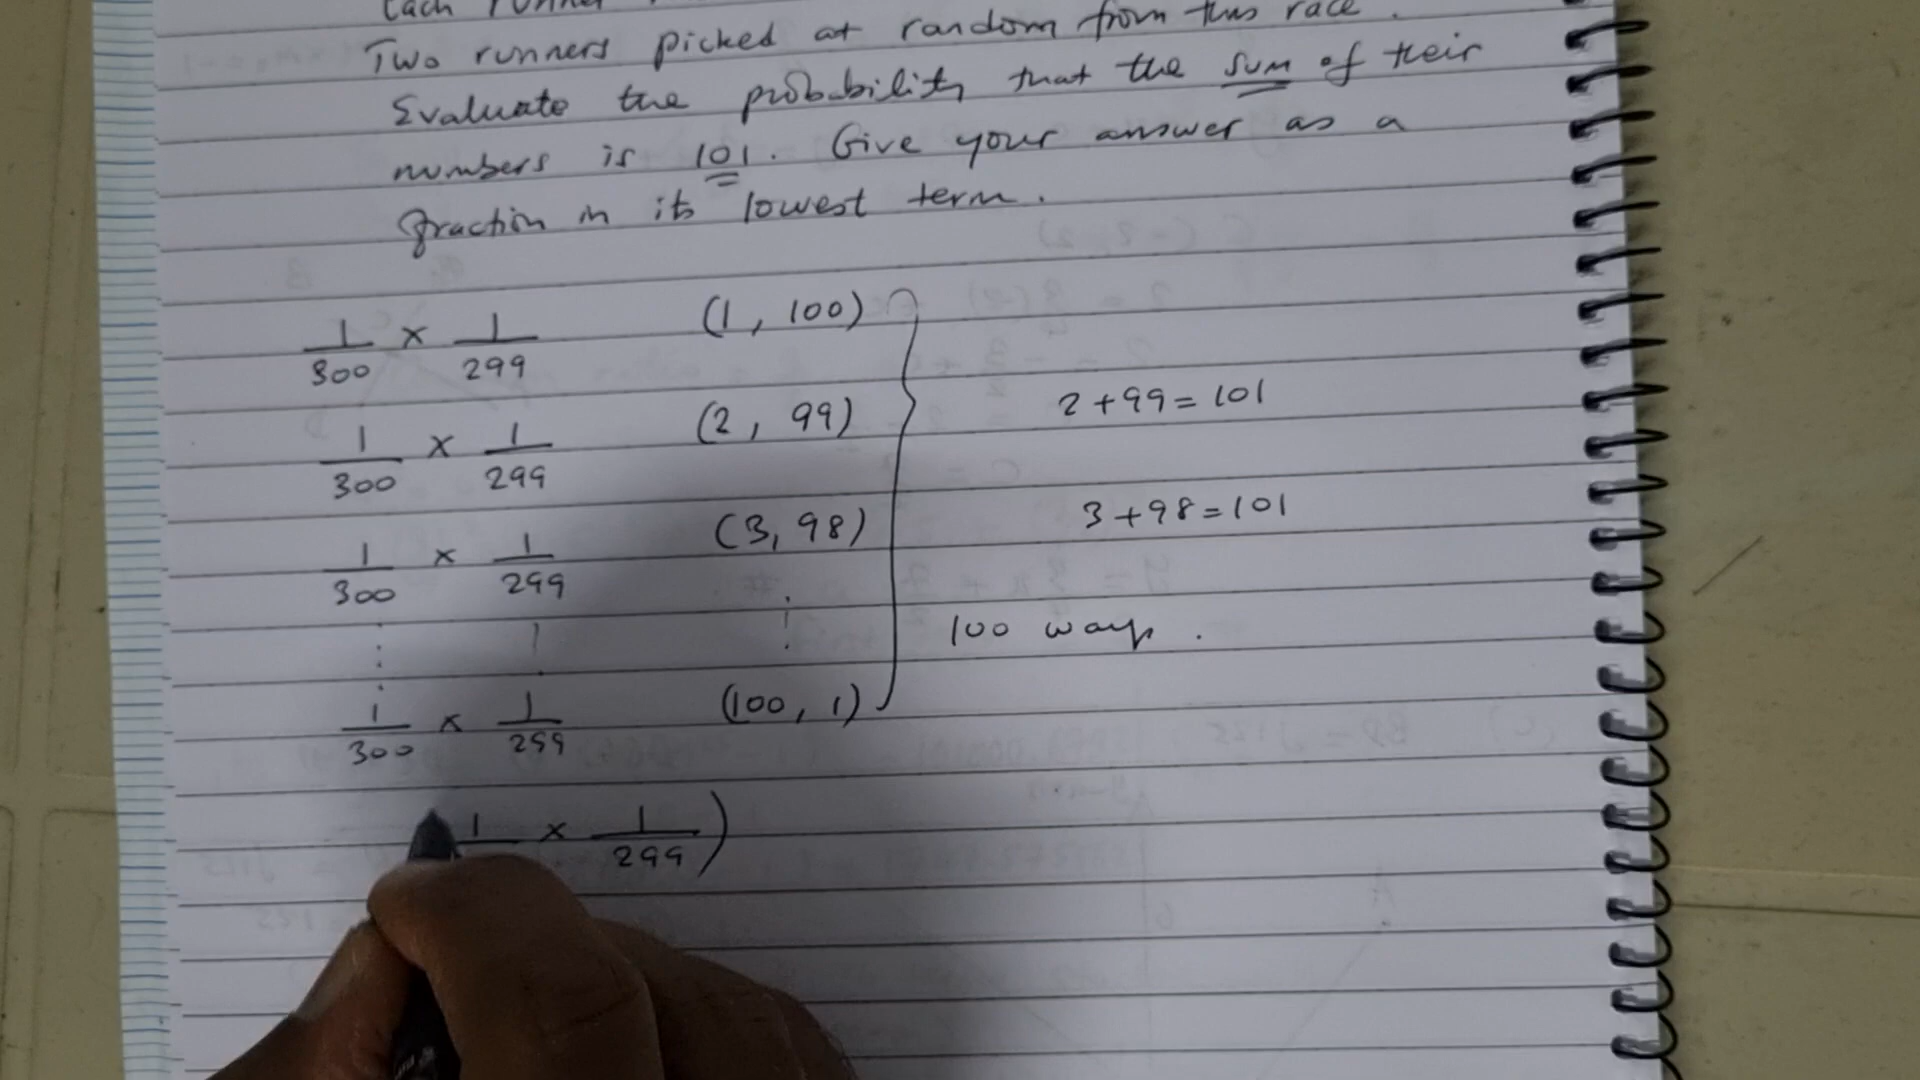 Each runner
Two runners picked at random from this race.
Evaluate the probability that the sum of their
numbers is 101. Give your answer as a
fraction in its lowest term.
1/300 × 1/299 (1, 100)
1/300 × 1/299 (2, 99) 2+99=101
1/300 × 1/299 (3, 98) 3+98=101
100 ways.
1/300 × 1/299 (100, 1)
1 × 1/299)